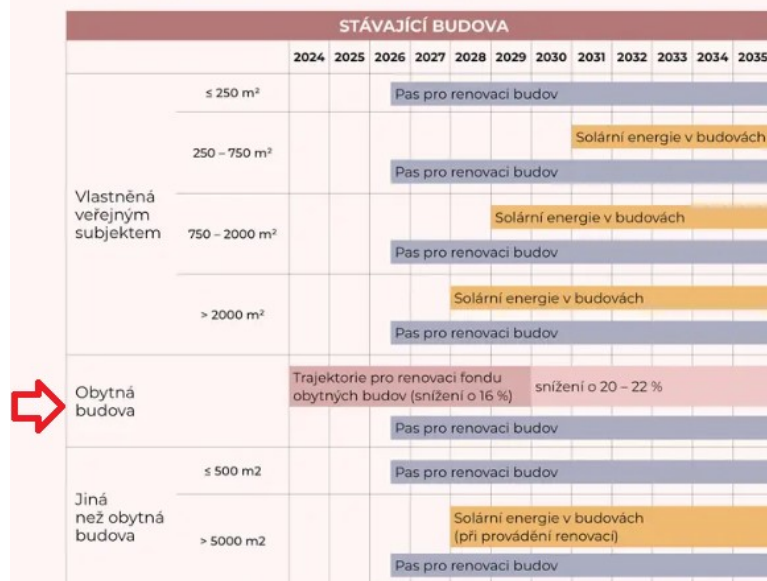 STÁVAJÍCÍ BUDOVA
2024 2025 2026 2027 2028 2029 2030 2031 2032 2033 2034 2035
Vlastněná
veřejným
subjektem
≤ 250 m²
Pas pro renovaci budov
250 – 750 m²
Solární energie v budovách
Pas pro renovaci budov
750 – 2000 m²
Solární energie v budovách
Pas pro renovaci budov
> 2000 m²
Solární energie v budovách
Pas pro renovaci budov
Obytná
budova
Trajektorie pro renovaci fondu
obytných budov (snížení o 16 %)
snížení o 20 – 22 %
Pas pro renovaci budov
Jiná
než obytná
budova
≤ 500 m2
Pas pro renovaci budov
> 5000 m2
Solární energie v budovách
(při provádění renovací)
Pas pro renovaci budov